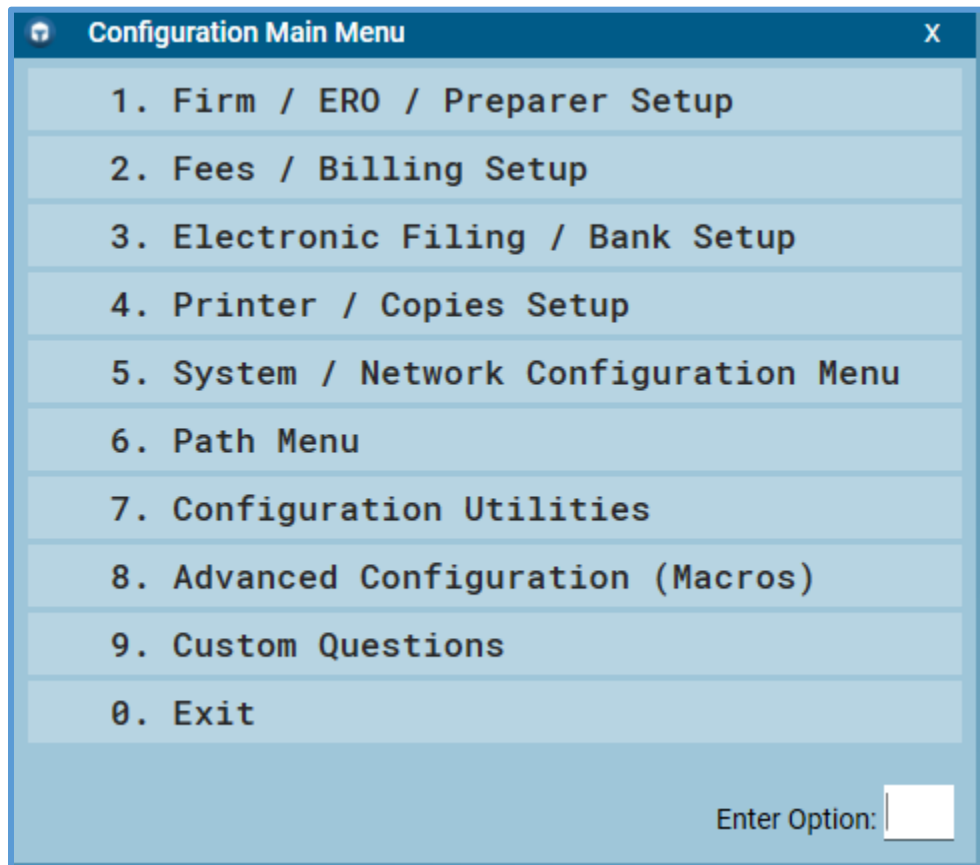 Configuration Main Menu X
1. Firm / ERO / Preparer Setup
2. Fees / Billing Setup
3. Electronic Filing / Bank Setup
4. Printer / Copies Setup
5. System / Network Configuration Menu
6. Path Menu
7. Configuration Utilities
8. Advanced Configuration (Macros)
9. Custom Questions
0. Exit
Enter Option: